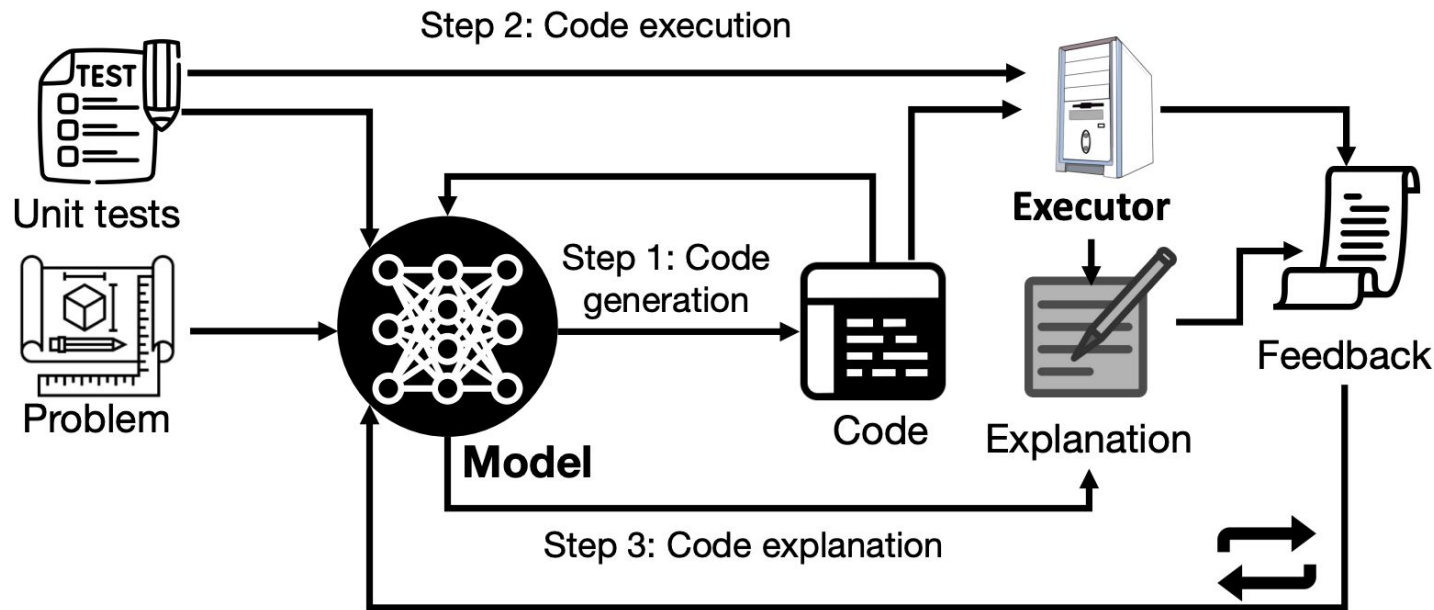 Step 2: Code execution
TEST
Unit tests
Executor
Step 1: Code
generation
Problem
Model
Code
Explanation
Feedback
Step 3: Code explanation